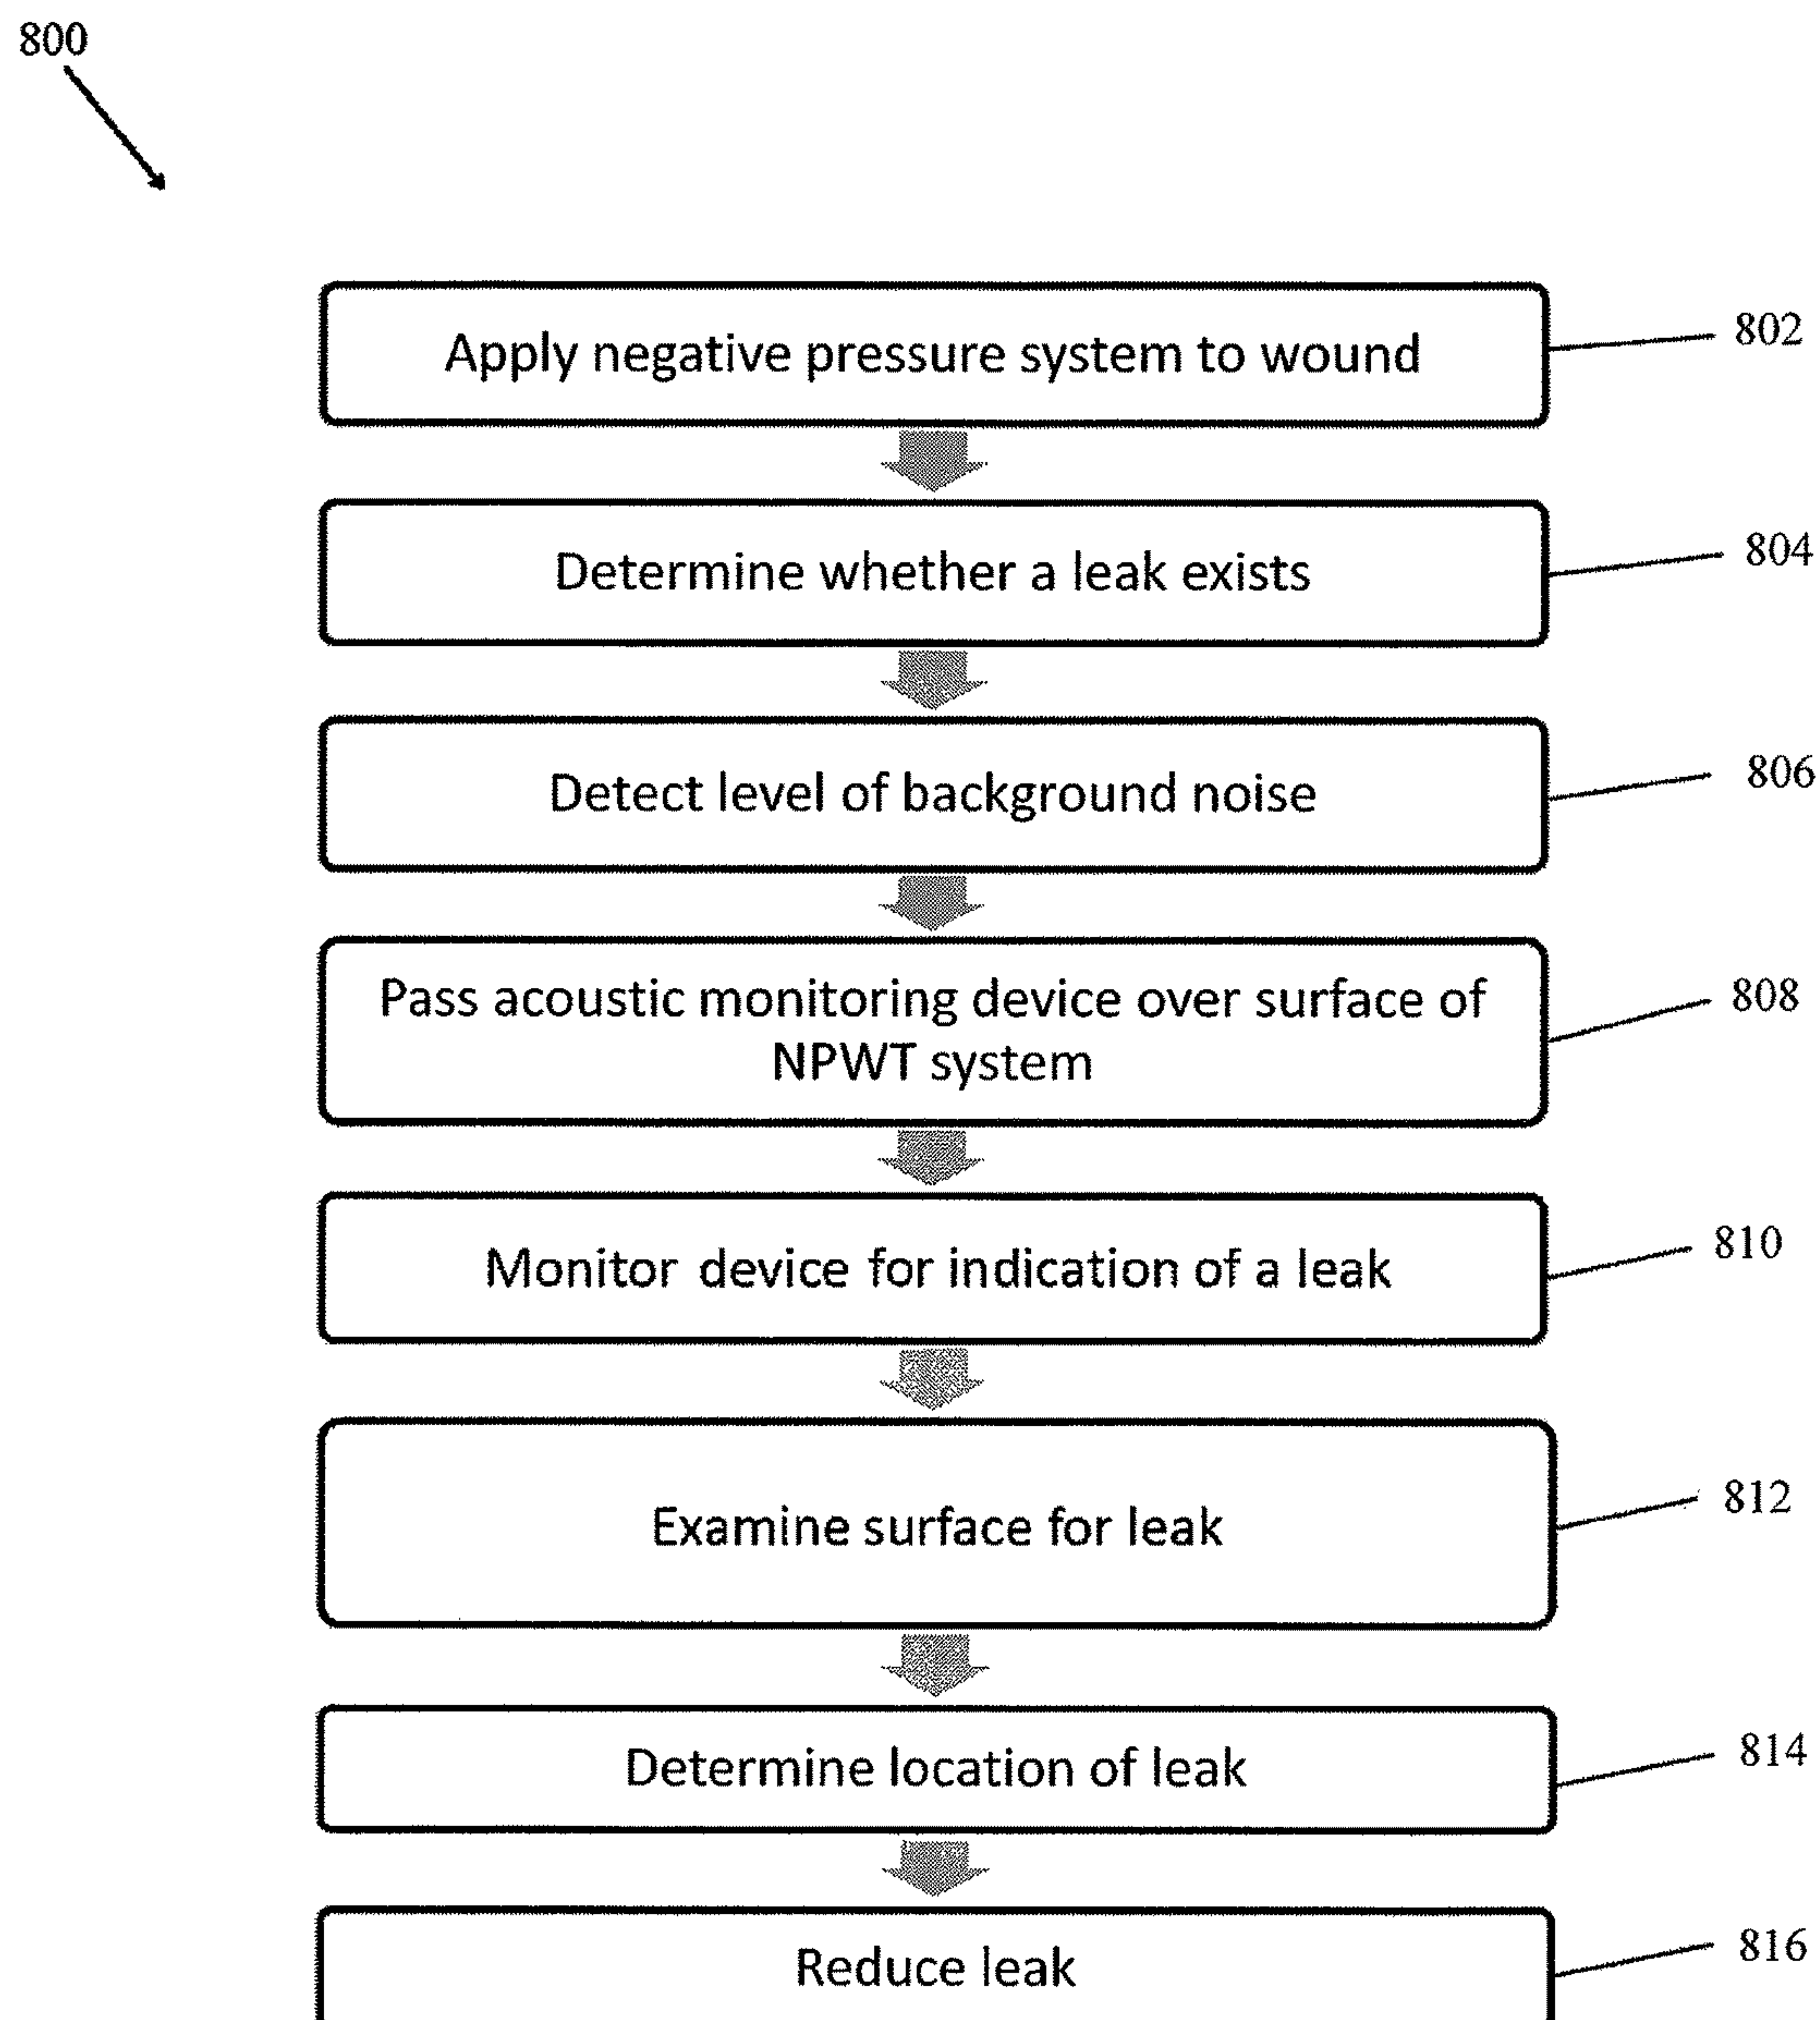 800
Apply negative pressure system to wound
802
Determine whether a leak exists
804
Detect level of background noise
806
Pass acoustic monitoring device over surface of
NPWT system
808
Monitor device for indication of a leak
810
Examine surface for leak
812
Determine location of leak
814
Reduce leak
816